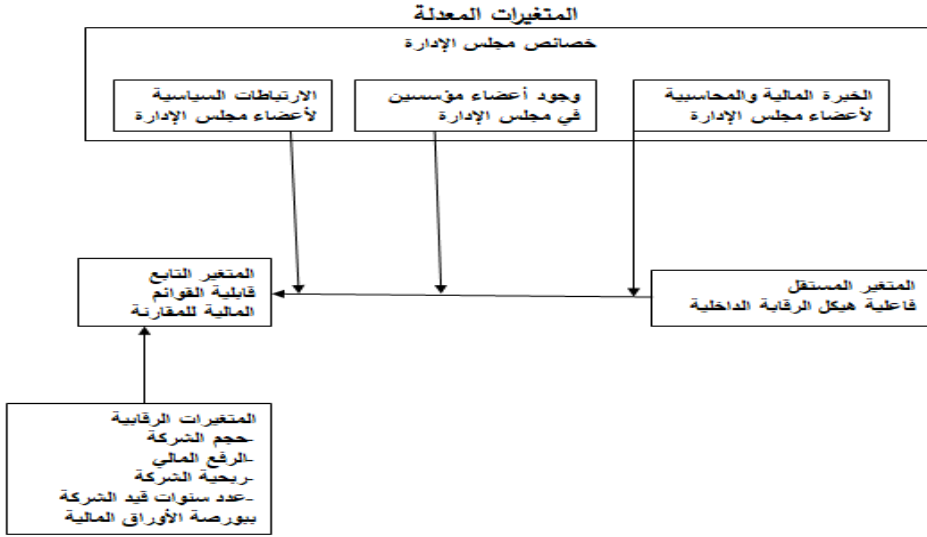 المتغيرات المعدلة
خصائص مجلس الإدارة
الخبرة المالية والمحاسبية
لأعضاء مجلس الإدارة
وجود أعضاء مؤسسين
في مجلس الإدارة
الارتباطات السياسية
لأعضاء مجلس الإدارة
المتغير المستقل
فاعلية هيكل الرقابة الداخلية
المتغير التابع
قابلية القوائم
المالية للمقارنة
المتغيرات الرقابية
-حجم الشركة
-الرفع المالي
-ربحية الشركة
-عدد سنوات قيد الشركة
ببورصة الأوراق المالية